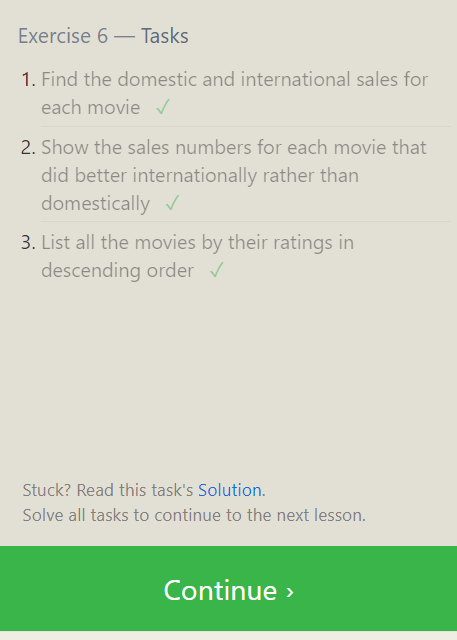 Exercise 6 — Tasks
1. Find the domestic and international sales for
each movie ✓
2. Show the sales numbers for each movie that
did better internationally rather than
domestically ✓
3. List all the movies by their ratings in
descending order ✓
Stuck? Read this task's Solution.
Solve all tasks to continue to the next lesson.
Continue ›